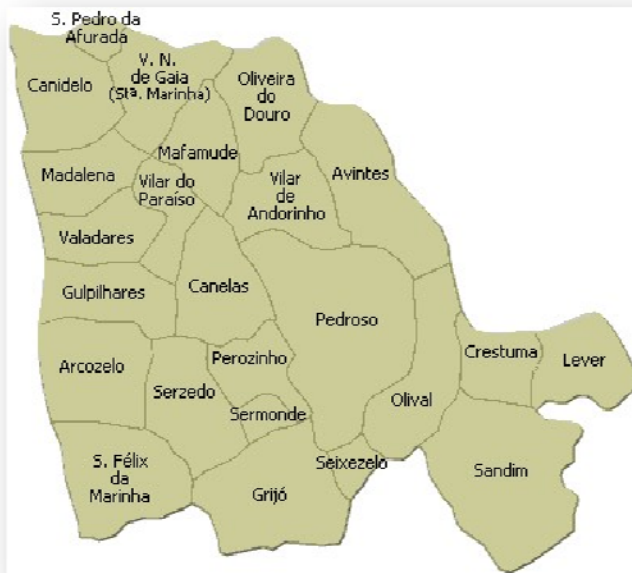 S. Pedro da
Afurada
Canidelo
V. N.
de Gaia
(Stª. Marinha)
Oliveira
do
Douro
Mafamude
Avintes
Madalena
Vilar do
Paraíso
Vilar
de
Andorinho
Valadares
Gulpilhares
Canelas
Pedroso
Arcozelo
Perozinho
Crestuma
Lever
Serzedo
Sermonde
Olival
S. Félix
da
Marinha
Seixezelo
Sandim
Grijó